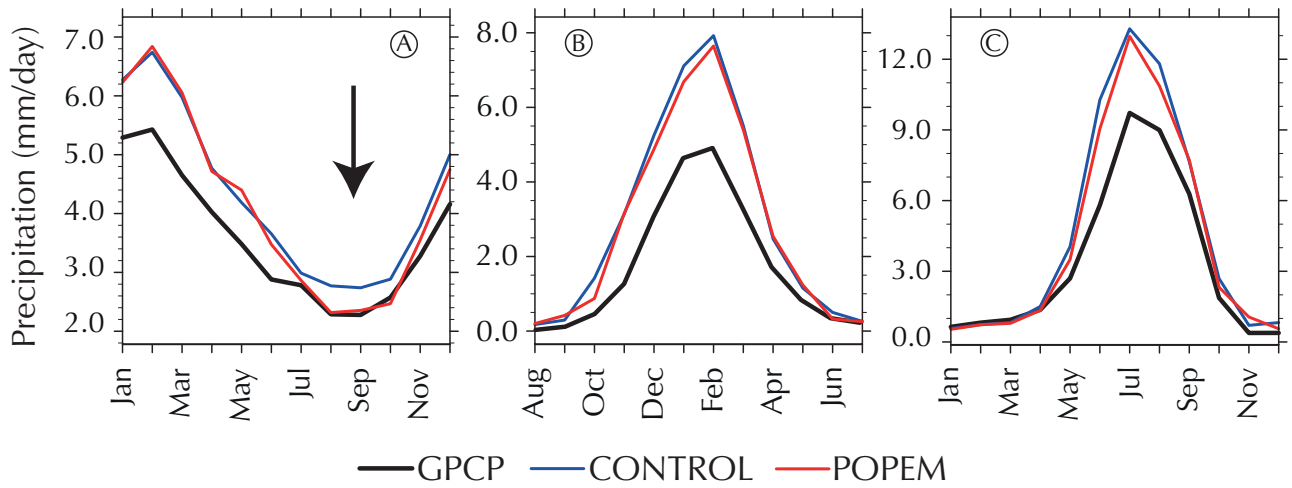 Precipitation (mm/day)
7.0
6.0
5.0
4.0
3.0
2.0
A
Jan
Mar
May
Jul
Sep
Nov
8.0
6.0
4.0
2.0
0.0
B
Aug
Oct
Dec
Feb
Apr
Jun
12.0
9.0
6.0
3.0
0.0
C
Jan
Mar
May
Jul
Sep
Nov
GPCP CONTROL POPEM